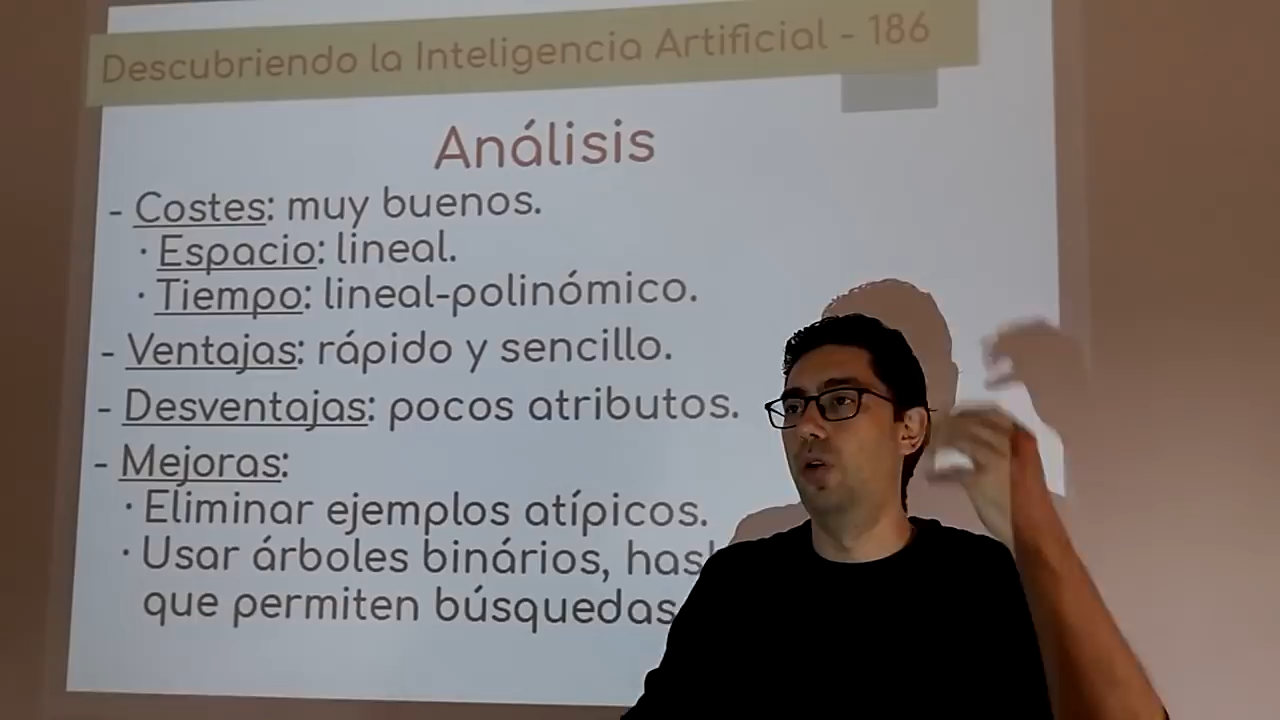 Descubriendo la Inteligencia Artificial - 186
Análisis
- Costes: muy buenos.
· Espacio: lineal.
· Tiempo: lineal-polinómico.
- Ventajas: rápido y sencillo.
- Desventajas: pocos atributos.
- Mejoras:
· Eliminar ejemplos atípicos.
· Usar árboles binários,
que permiten búsquedas